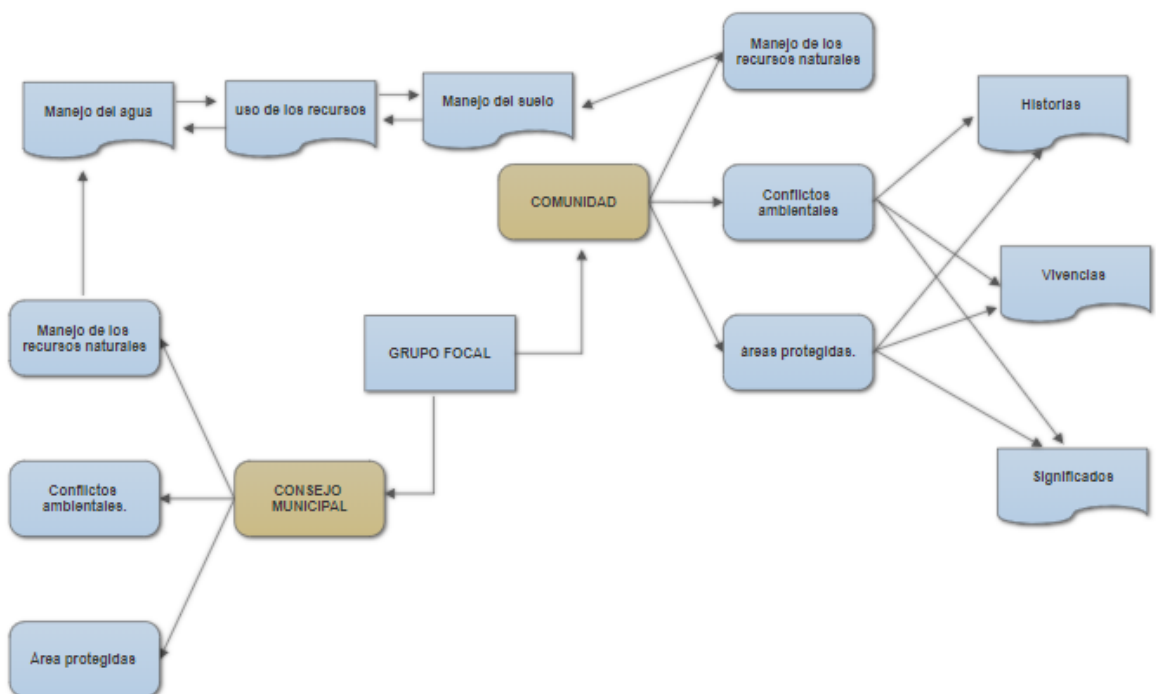 Manejo de los
recursos naturales
Manejo del agua
uso de los recursos
Manejo del suelo
Historias
COMUNIDAD
Conflictos
ambientales
Vivencias
Manejo de los
recursos naturales
GRUPO FOCAL
áreas protegidas.
Conflictos
ambientales.
CONSEJO
MUNICIPAL
Significados
Área protegidas